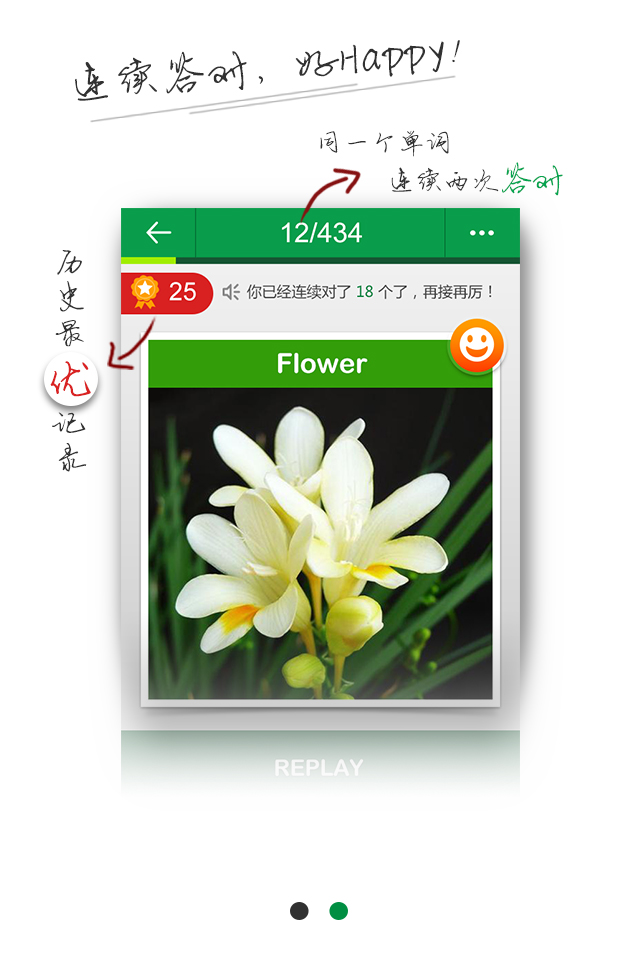 连续答对，好Happy!
同一个单词
连续两次答对
12/434
25
你已经连续对了 18 个了，再接再厉！
历史最优记录
Flower
REPLAY